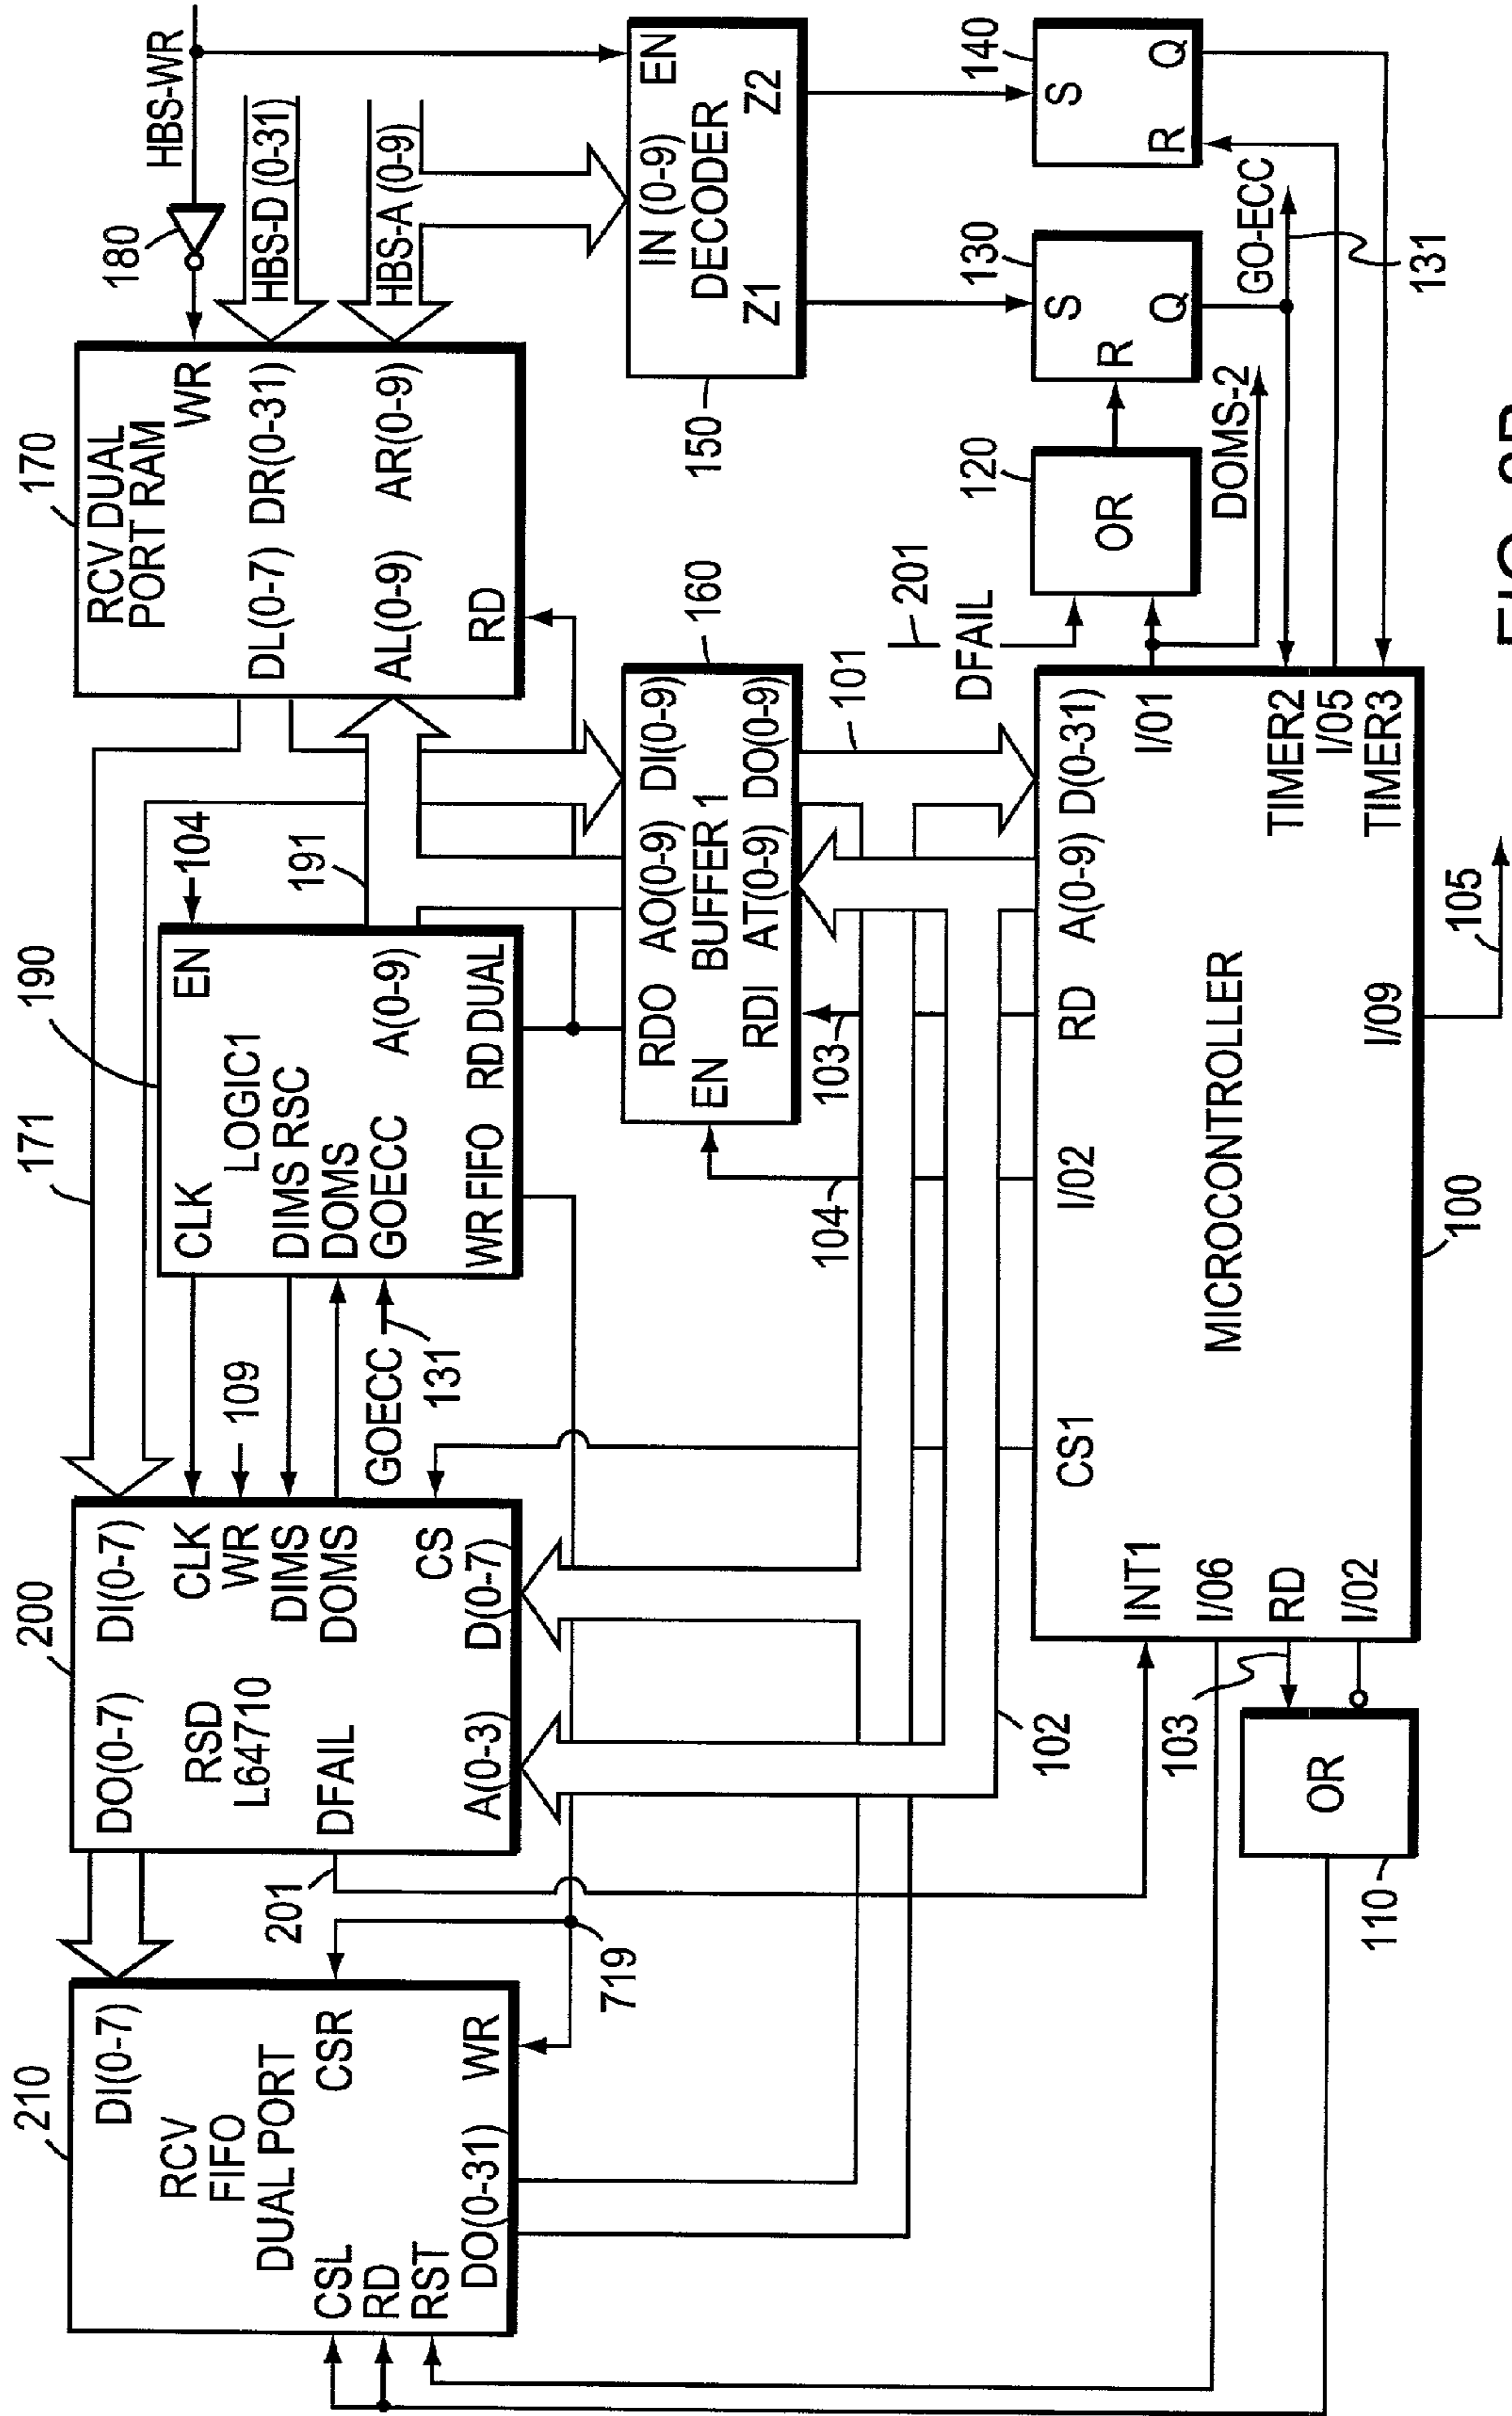 210
DI(0-7)
RCV
FIFO
DUAL PORT
CSR
CSL
RD
RST
WR
DO(0-31)
200
DO(0-7) DI(0-7)
RSD
L64710
CLK
WR
DIMS
DOMS
DFAIL
CS
A(0-3) D(0-7)
201
719
171
109
GOECC
131
190
CLK EN
LOGIC1
DIMS RSC
DOMS
GOECC A(0-9)
WR FIFO RD DUAL
104
191
170
RCV DUAL
PORT RAM
WR
DL(0-7) DR(0-31)
AL(0-9) AR(0-9)
RD
180
HBS-WR
HBS-D (0-31)
HBS-A (0-9)
160
RDO AO(0-9) DI(0-9)
EN BUFFER 1
RDI AT(0-9) DO(0-9)
104
103
101
102
150
IN (0-9) EN
DECODER
Z1 Z2
201
DFAIL
120
OR
130
S
R
Q
140
S
R
Q
GO-ECC
131
DOMS-2
CS1 I/02 RD A(0-9) D(0-31)
INT1
I/06
RD
I/02
MICROCONTROLLER
I/01
TIMER2
I/05
TIMER3
I/09
100
105
103
OR
110